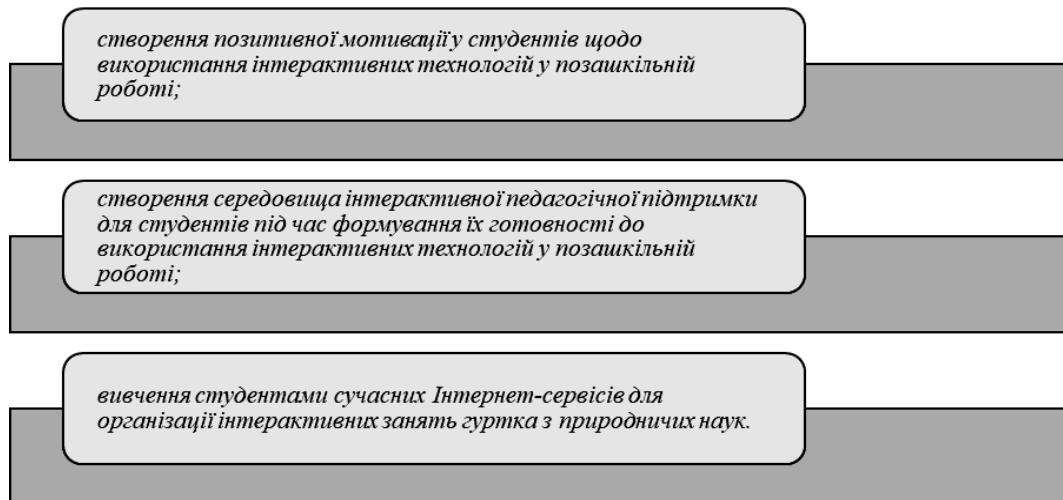 створення позитивної мотивації у студентів щодо
використання інтерактивних технологій у позашкільній
роботі;
створення середовища інтерактивної педагогічної підтримки
для студентів під час формування їх готовності до
використання інтерактивних технологій у позашкільній
роботі;
вивчення студентами сучасних Інтернет-сервісів для
організації інтерактивних занять гуртка з природничих наук.